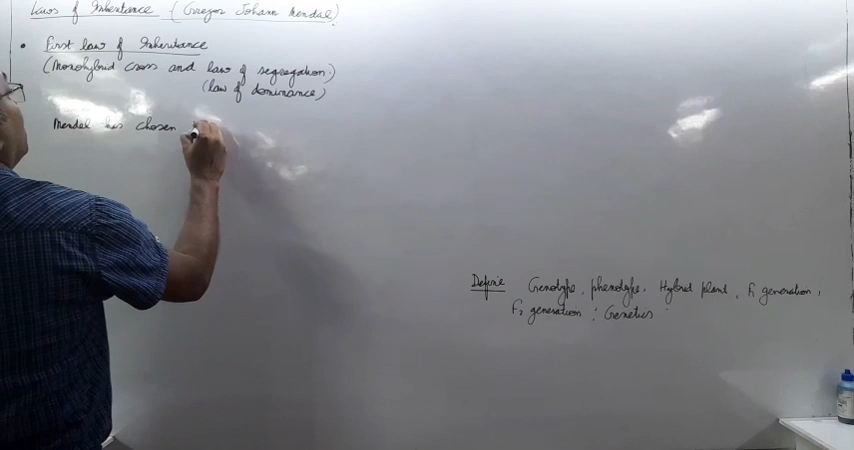 Laws of Inheritance (Gregor Johann Mendel)
• First law of Inheritance
(Monohybrid cross and law of segregation)
(law of dominance)
Mendel has chosen
Define Genotype, phenotype, Hybrid plant, F1 generation,
F2 generation, Genetics